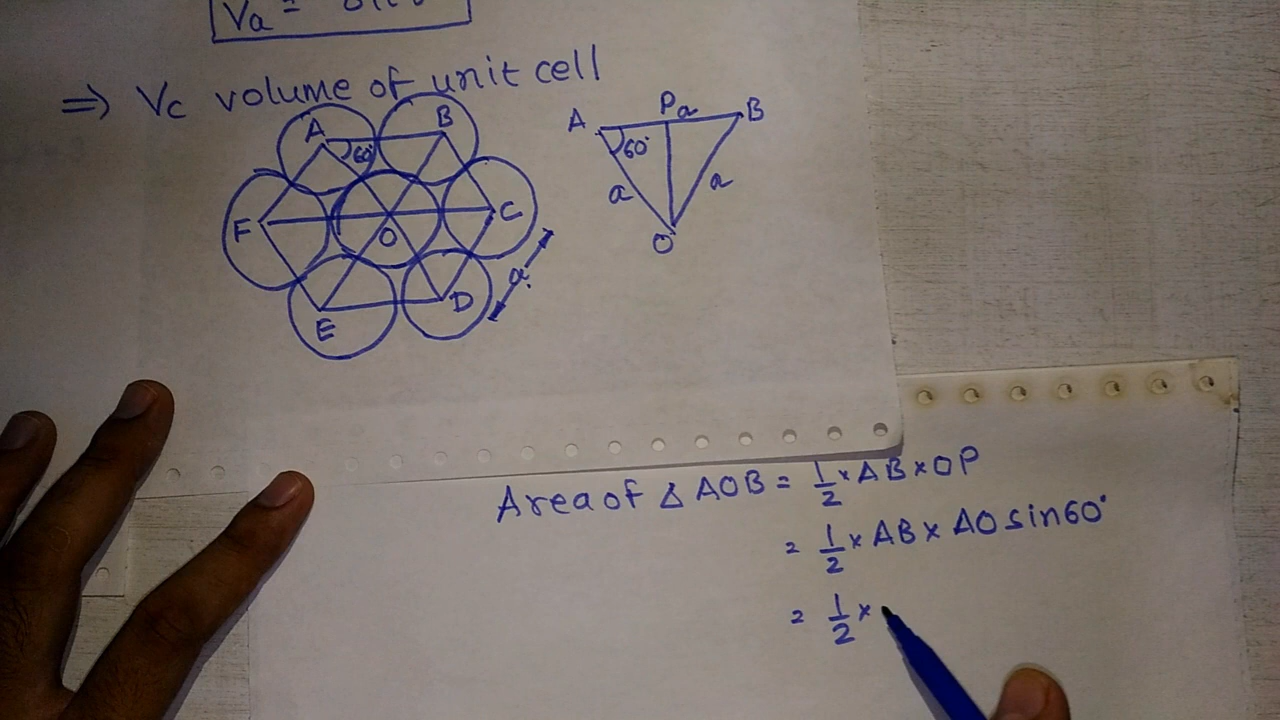 Va =
⇒ Vc volume of unit cell
A B
60°
F O C
E D
a
A P a B
60°
a a
O
Area of △ AOB = 1/2 × AB × OP
= 1/2 × AB × AO sin60°
= 1/2 ×